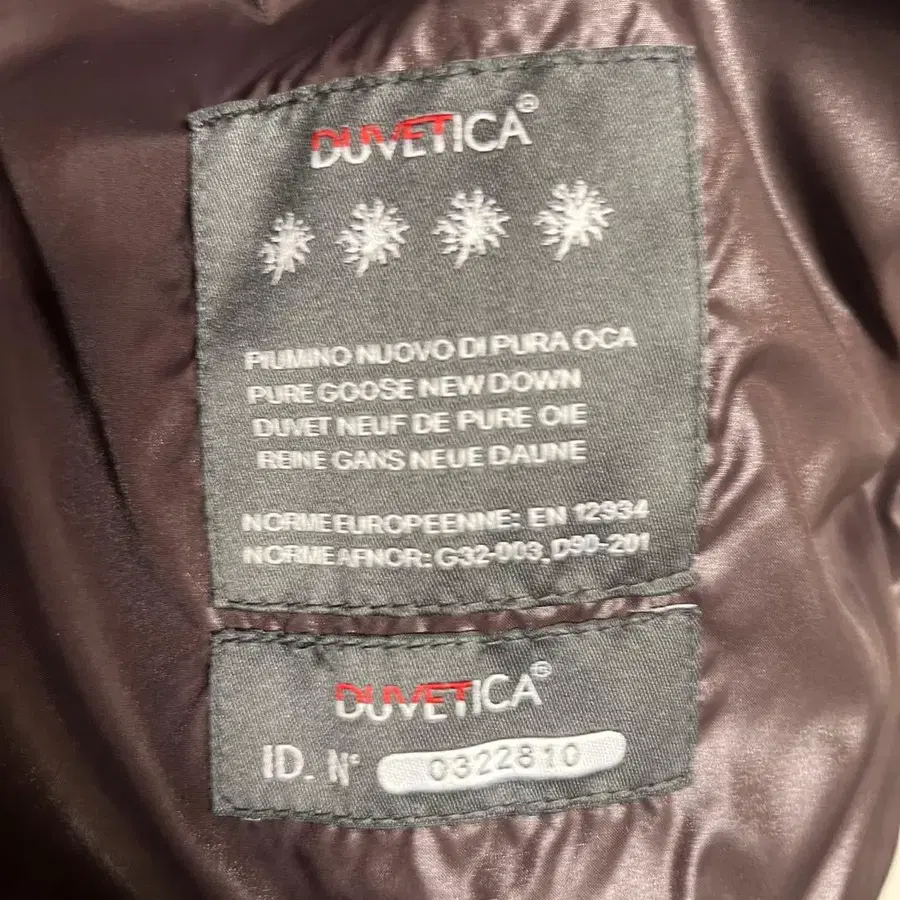 DUVETICA®
PIUMINO NUOVO DI PURA OCA
PURE GOOSE NEW DOWN
DUVET NEUF DE PURE OIE
REINE GANS NEUE DAUNE
NORME EUROPEENNE: EN 12934
NORME AFNOR: G32-003, D90-201
DUVETICA®
ID. N° 0322810